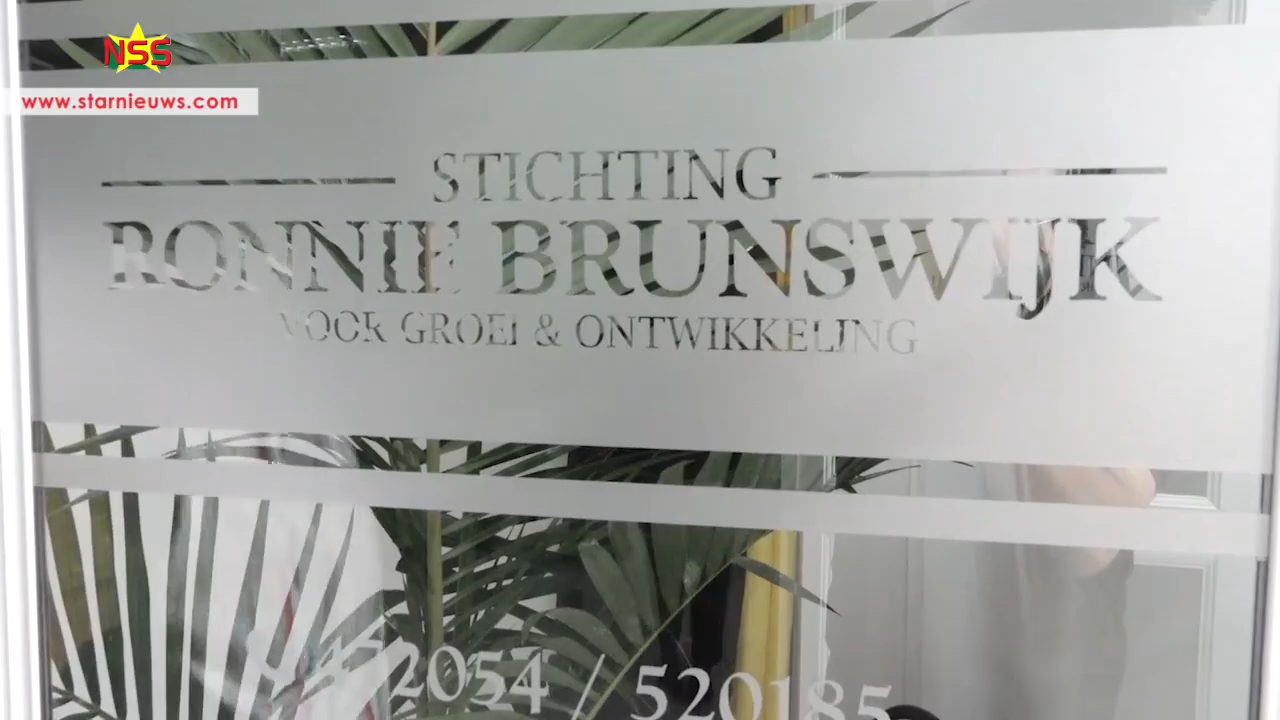 NSS
www.starnieuws.com
STICHTING
RONNIE BRUNSWIJK
VOOR GROEI & ONTWIKKELING
2054 / 520185